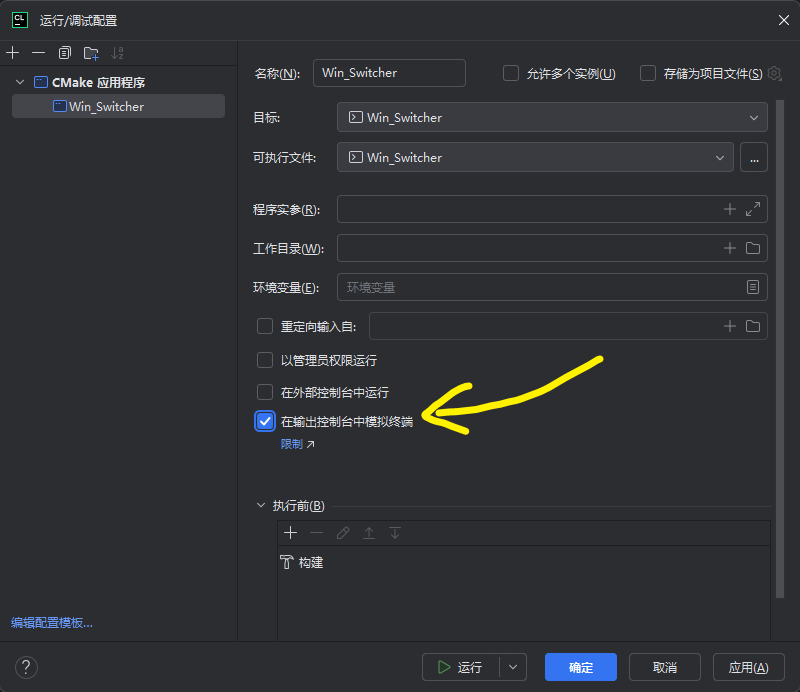 CL
运行/调试配置
CMake 应用程序
Win_Switcher
名称(N):
Win_Switcher
允许多个实例(U)
存储为项目文件(S)
目标:
Win_Switcher
可执行文件:
Win_Switcher
...
程序实参(R):
工作目录(W):
环境变量(E):
环境变量
重定向输入自:
以管理员权限运行
在外部控制台中运行
在输出控制台中模拟终端
限制
执行前(B)
构建
编辑配置模板...
?
运行
确定
取消
应用(A)